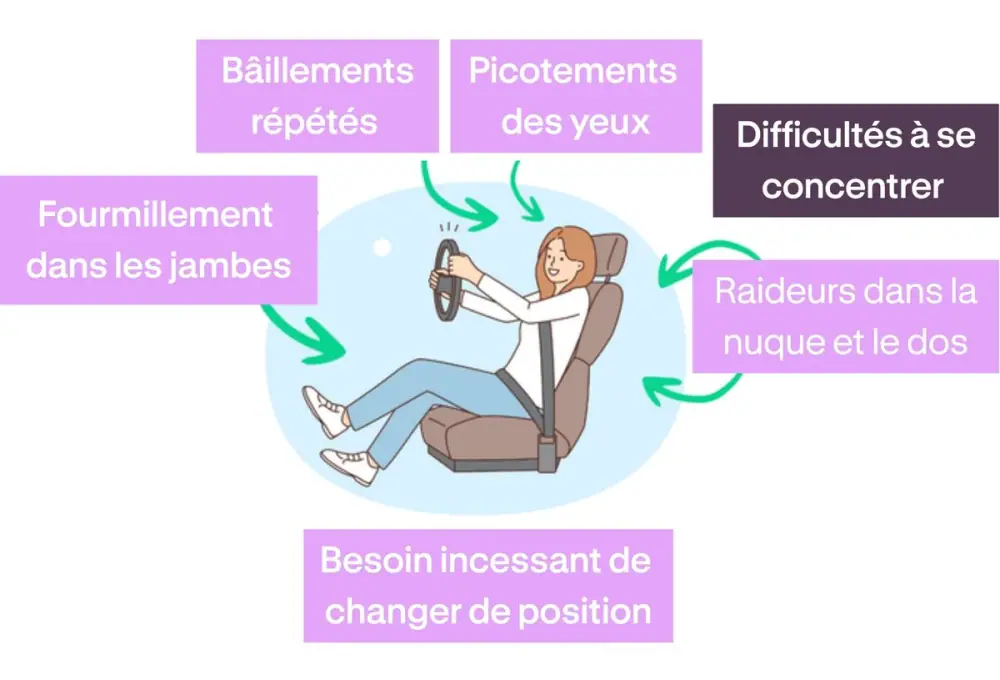 Bâillements
répétés
Picotements
des yeux
Difficultés à se
concentrer
Fourmillement
dans les jambes
Raideurs dans la
nuque et le dos
Besoin incessant de
changer de position